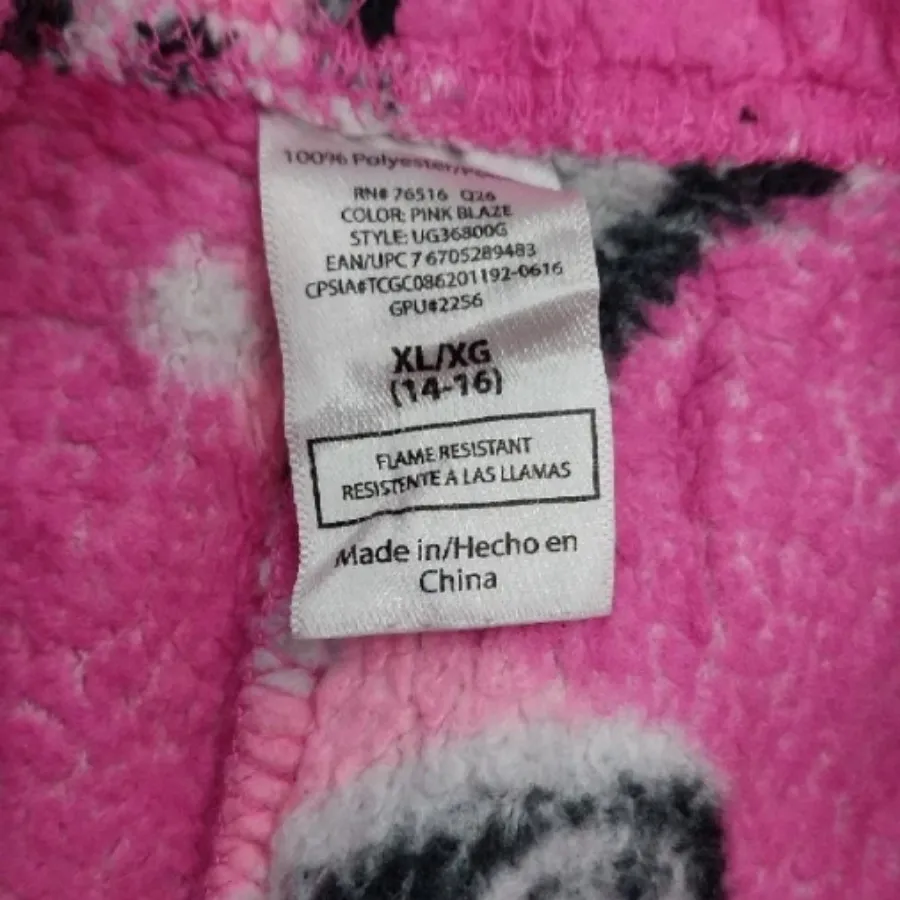 100% Polyester/
RN# 76516 Q26
COLOR: PINK BLAZE
STYLE: UG36800G
EAN/UPC 7 6705289483
CPSIA#TCGC086201192-0616
GPU#2256
XL/XG
(14-16)
FLAME RESISTANT
RESISTENTE A LAS LLAMAS
Made in/Hecho en
China